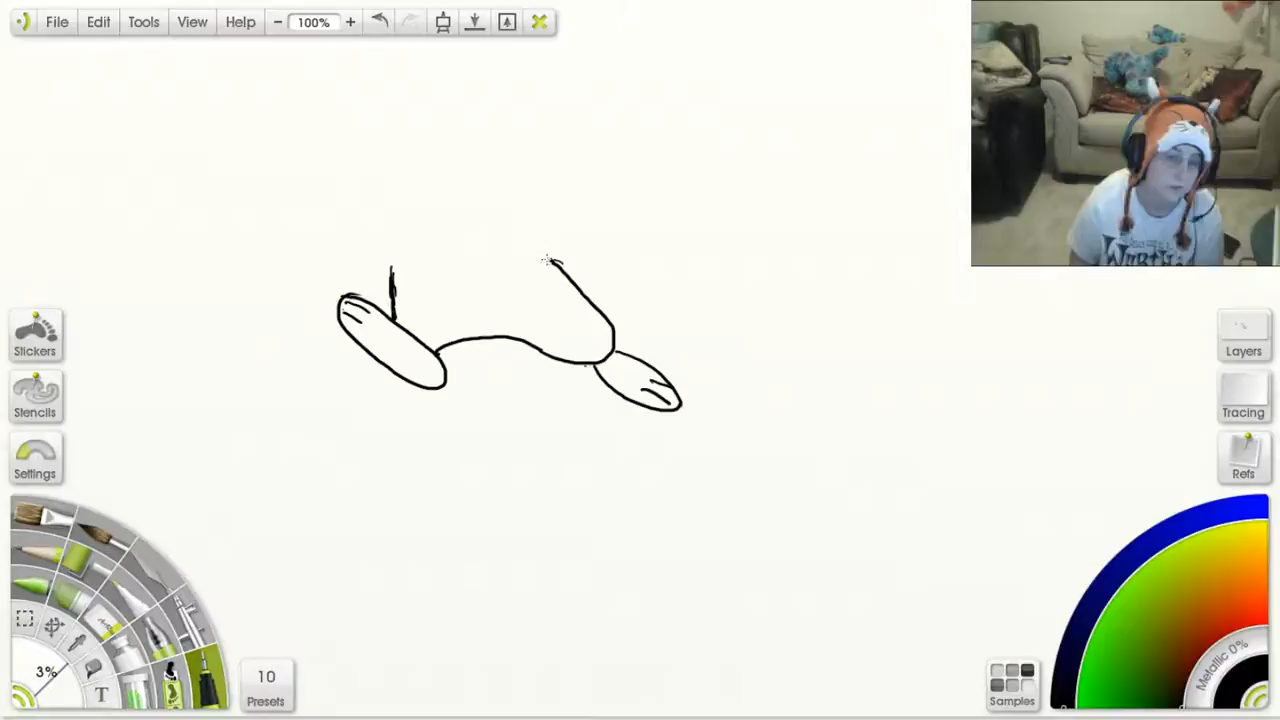 File Edit Tools View Help − 100% +
Stickers
Stencils
Settings
Layers
Tracing
Refs
3%
T
10
Presets
Metallic 0%
Samples